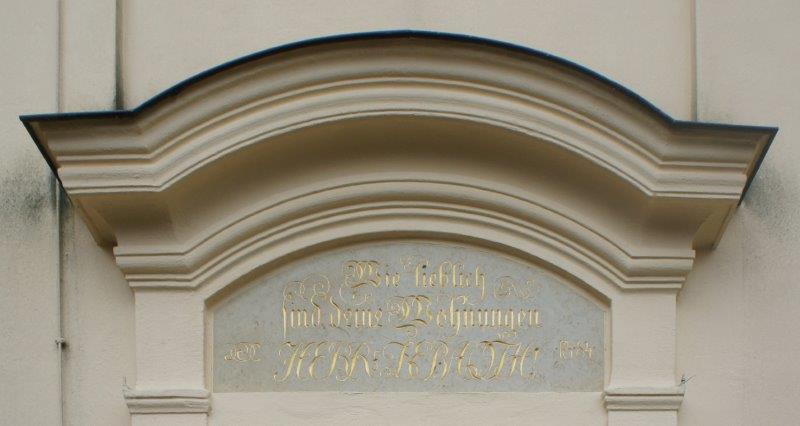 Wie lieblich
sind deine Wohnungen
HERR ZEBAOTH!